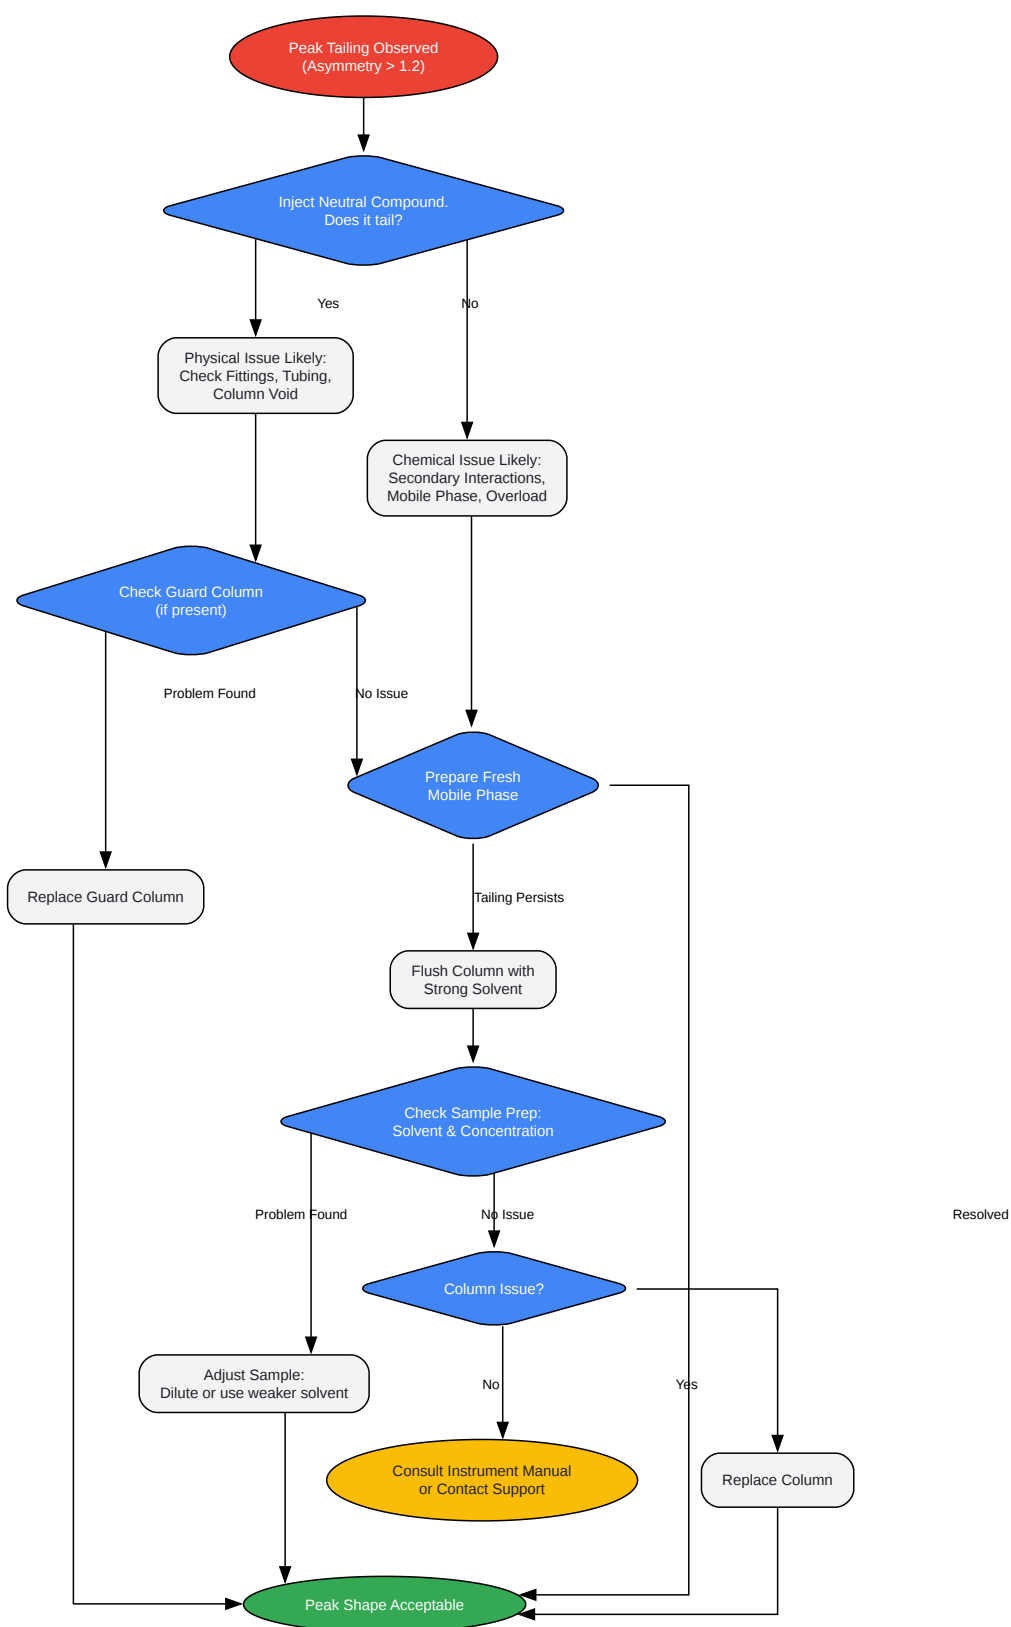 Peak Tailing Observed
(Asymmetry > 1.2)
Inject Neutral Compound.
Does it tail?
Yes
No
Physical Issue Likely:
Check Fittings, Tubing,
Column Void
Chemical Issue Likely:
Secondary Interactions,
Mobile Phase, Overload
Check Guard Column
(if present)
Problem Found
No Issue
Prepare Fresh
Mobile Phase
Replace Guard Column
Tailing Persists
Flush Column with
Strong Solvent
Check Sample Prep:
Solvent & Concentration
Problem Found
No Issue
Resolved
Column Issue?
Adjust Sample:
Dilute or use weaker solvent
No
Yes
Consult Instrument Manual
or Contact Support
Replace Column
Peak Shape Acceptable